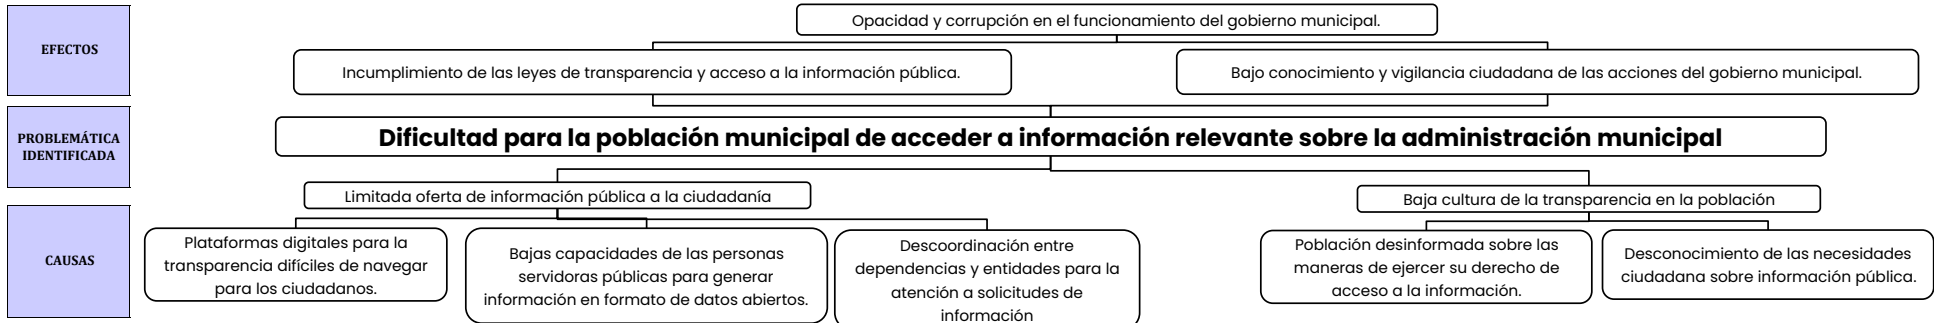 EFECTOS
Opacidad y corrupción en el funcionamiento del gobierno municipal.
Incumplimiento de las leyes de transparencia y acceso a la información pública.
Bajo conocimiento y vigilancia ciudadana de las acciones del gobierno municipal.
PROBLEMÁTICA
IDENTIFICADA
Dificultad para la población municipal de acceder a información relevante sobre la administración municipal
CAUSAS
Limitada oferta de información pública a la ciudadanía
Baja cultura de la transparencia en la población
Plataformas digitales para la
transparencia difíciles de navegar
para los ciudadanos.
Bajas capacidades de las personas
servidoras públicas para generar
información en formato de datos abiertos.
Descoordinación entre
dependencias y entidades para la
atención a solicitudes de
información
Población desinformada sobre las
maneras de ejercer su derecho de
acceso a la información.
Desconocimiento de las necesidades
ciudadana sobre información pública.